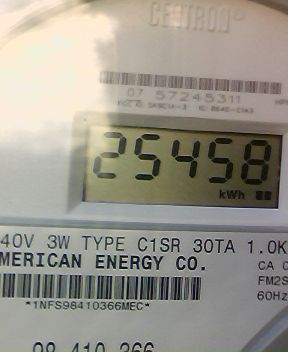 CENTRON®
07 57245311
25458
kWh
40V 3W TYPE C1SR 30TA 1.0K
MERICAN ENERGY CO.
CA 0
FM2S
60Hz
*1NFS98410366MEC*
98 410 366